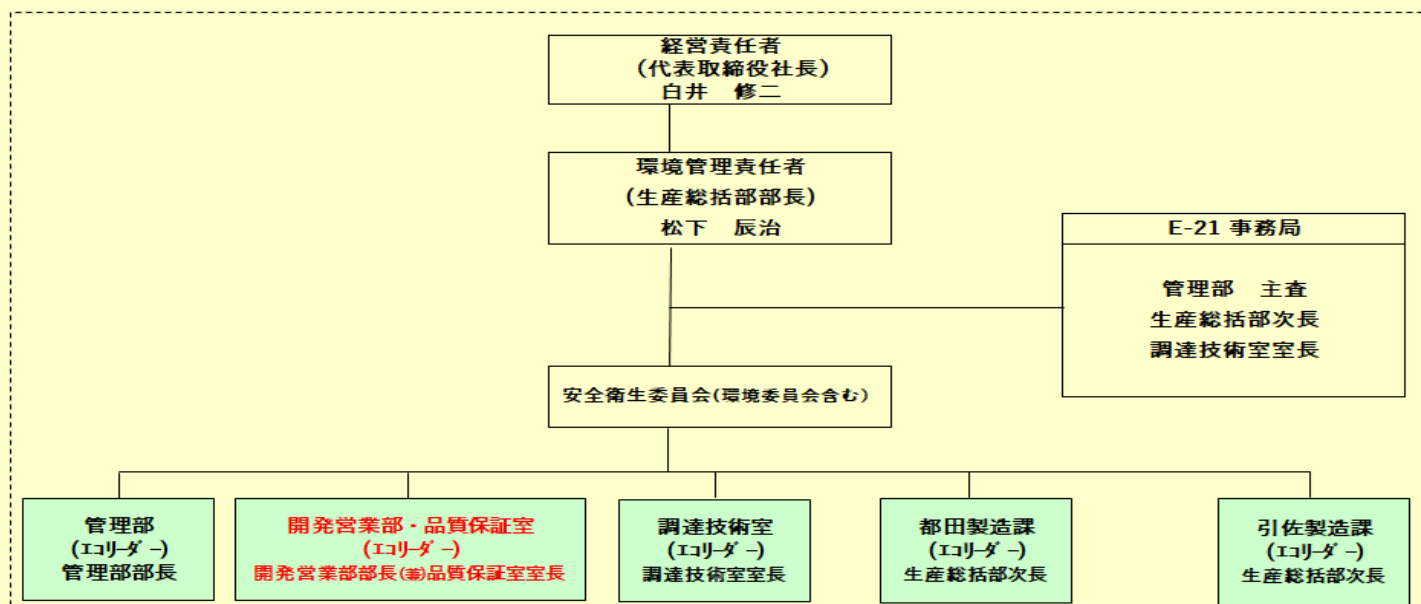 経営責任者
(代表取締役社長)
白井　修二
環境管理責任者
(生産総括部部長)
松下　辰治
E-21 事務局
管理部　主査
生産総括部次長
調達技術室室長
安全衛生委員会(環境委員会含む)
管理部
(ｴｺﾘｰﾀﾞｰ)
管理部部長
開発営業部・品質保証室
(ｴｺﾘｰﾀﾞｰ)
開発営業部部長(兼)品質保証室室長
調達技術室
(ｴｺﾘｰﾀﾞｰ)
調達技術室室長
都田製造課
(ｴｺﾘｰﾀﾞｰ)
生産総括部次長
引佐製造課
(ｴｺﾘｰﾀﾞｰ)
生産総括部次長